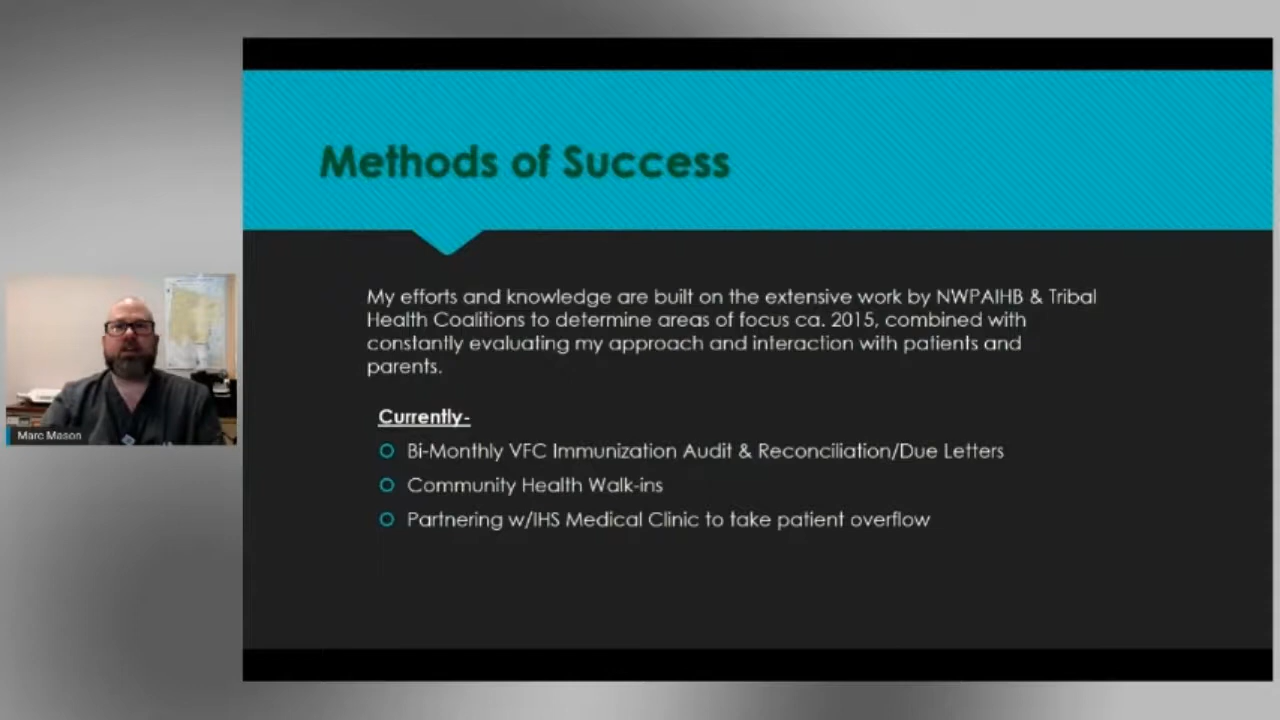 Methods of Success
My efforts and knowledge are built on the extensive work by NWPAIHB & Tribal
Health Coalitions to determine areas of focus ca. 2015, combined with
constantly evaluating my approach and interaction with patients and
parents.
Currently-
Bi-Monthly VFC Immunization Audit & Reconciliation/Due Letters
Community Health Walk-ins
Partnering w/IHS Medical Clinic to take patient overflow
Marc Mason